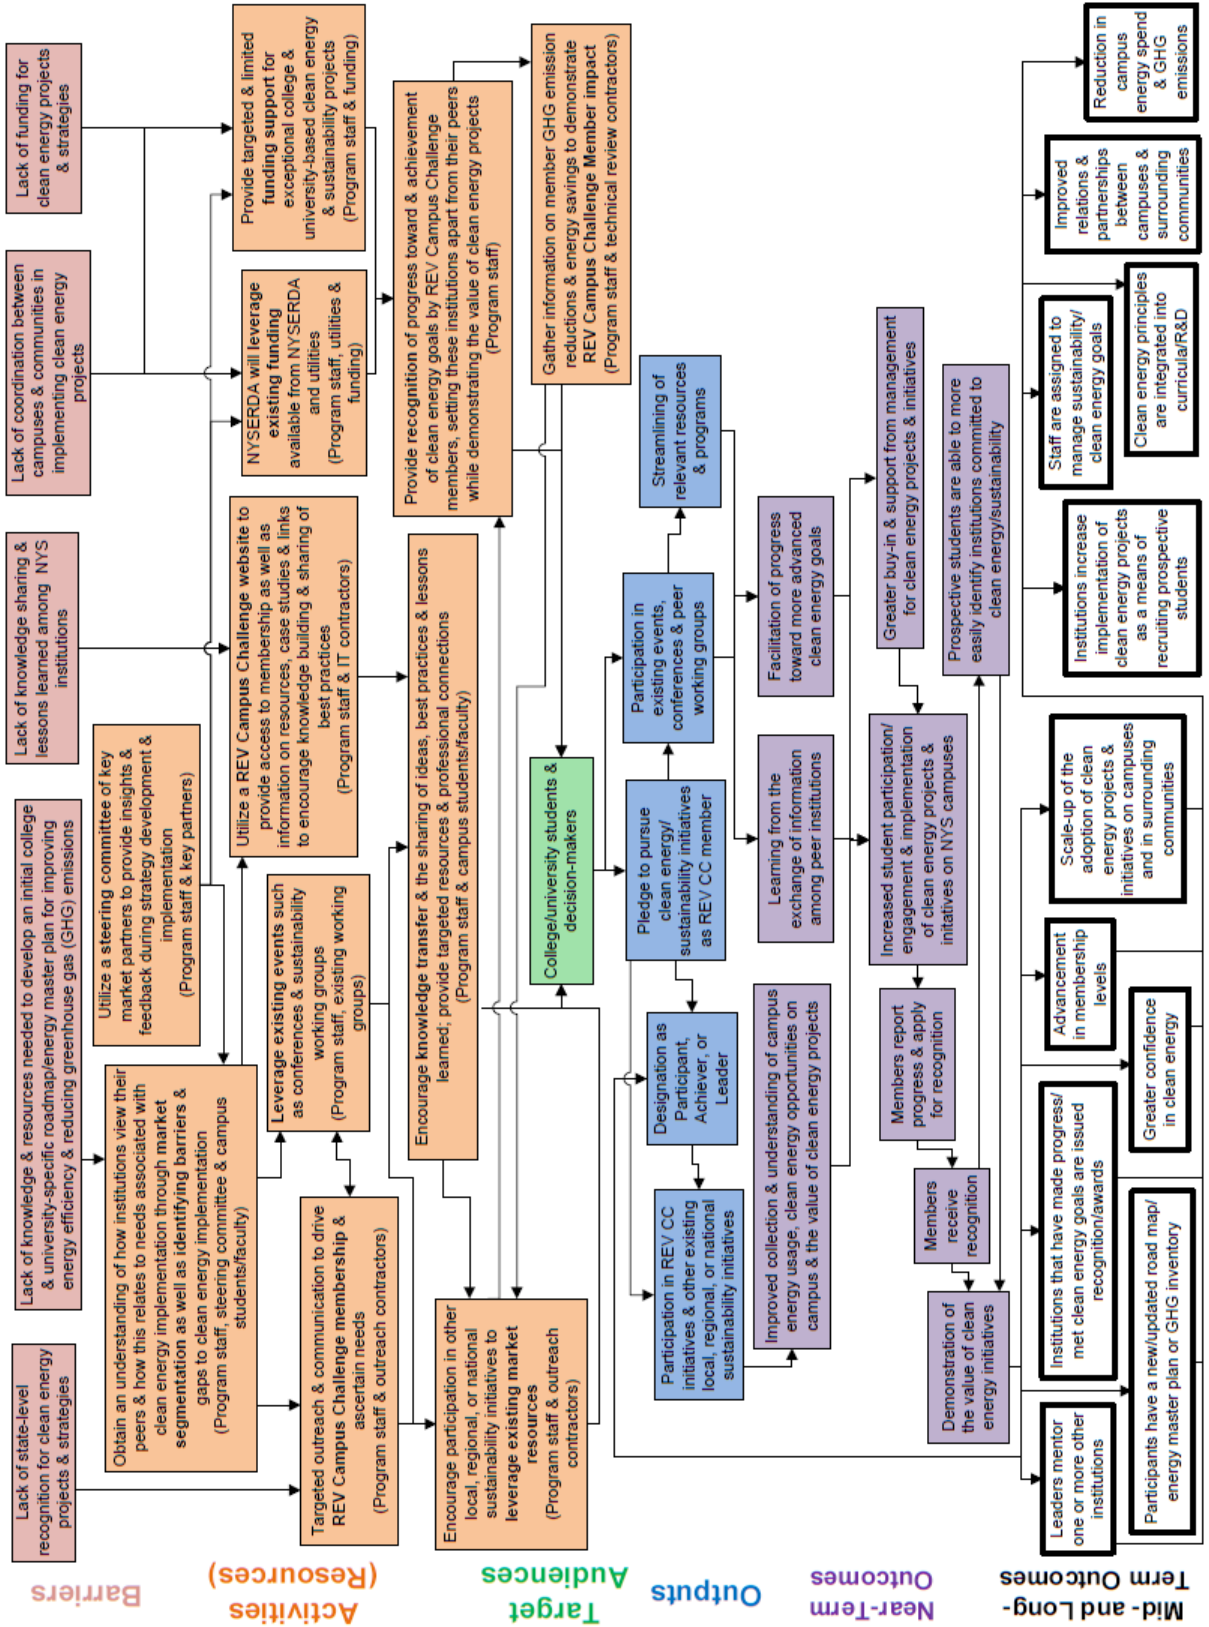 Barriers
Lack of state-level
recognition for clean energy
projects & strategies
Lack of knowledge & resources needed to develop an initial college
& university-specific roadmap/energy master plan for improving
energy efficiency & reducing greenhouse gas (GHG) emissions
Lack of knowledge sharing &
lessons learned among NYS
institutions
Lack of coordination between
campuses & communities in
implementing clean energy
projects
Lack of funding for
clean energy projects
& strategies
Activities
(Resources)
Obtain an understanding of how institutions view their
peers & how this relates to needs associated with
clean energy implementation through market
segmentation as well as identifying barriers &
gaps to clean energy implementation
(Program staff, steering committee & campus
students/faculty)
Utilize a steering committee of key
market partners to provide insights &
feedback during strategy development &
implementation
(Program staff & key partners)
Targeted outreach & communication to drive
REV Campus Challenge membership &
ascertain needs
(Program staff & outreach contractors)
Leverage existing events such
as conferences & sustainability
working groups
(Program staff, existing working
groups)
Utilize a REV Campus Challenge website to
provide access to membership as well as
information on resources, case studies & links
to encourage knowledge building & sharing of
best practices
(Program staff & IT contractors)
NYSERDA will leverage
existing funding
available from NYSERDA
and utilities
(Program staff, utilities &
funding)
Provide targeted & limited
funding support for
exceptional college &
university-based clean energy
& sustainability projects
(Program staff & funding)
Encourage participation in other
local, regional, or national
sustainability initiatives to
leverage existing market
resources
(Program staff & outreach
contractors)
Encourage knowledge transfer & the sharing of ideas, best practices & lessons
learned; provide targeted resources & professional connections
(Program staff & campus students/faculty)
Provide recognition of progress toward & achievement
of clean energy goals by REV Campus Challenge
members, setting these institutions apart from their peers
while demonstrating the value of clean energy projects
(Program staff)
Gather information on member GHG emission
reductions & energy savings to demonstrate
REV Campus Challenge Member impact
(Program staff & technical review contractors)
Target
Audiences
College/university students &
decision-makers
Outputs
Participation in REV CC
initiatives & other existing
local, regional, or national
sustainability initiatives
Designation as
Participant,
Achiever, or
Leader
Pledge to pursue
clean energy/
sustainability initiatives
as REV CC member
Participation in
existing events,
conferences & peer
working groups
Streamlining of
relevant resources
& programs
Near-Term
Outcomes
Improved collection & understanding of campus
energy usage, clean energy opportunities on
campus & the value of clean energy projects
Learning from the
exchange of information
among peer institutions
Facilitation of progress
toward more advanced
clean energy goals
Demonstration of
the value of clean
energy initiatives
Members
receive
recognition
Members report
progress & apply
for recognition
Increased student participation/
engagement & implementation
of clean energy projects &
initatives on NYS campuses
Greater buy-in & support from management
for clean energy projects & initiatives
Prospective students are able to more
easily identify institutions committed to
clean energy/sustainability
Mid- and Long-
Term Outcomes
Leaders mentor
one or more other
institutions
Participants have a new/updated road map/
energy master plan or GHG inventory
Institutions that have made progress/
met clean energy goals are issued
recognition/awards
Greater confidence
in clean energy
Advancement
in membership
levels
Scale-up of the
adoption of clean
energy projects &
initiatives on campuses
and in surrounding
communities
Institutions increase
implementation of
clean energy projects
as a means of
recruiting prospective
students
Staff are assigned to
manage sustainability/
clean energy goals
Clean energy principles
are integrated into
curricula/R&D
Improved
relations &
partnerships
between
campuses &
surrounding
communities
Reduction in
campus
energy spend
& GHG
emissions